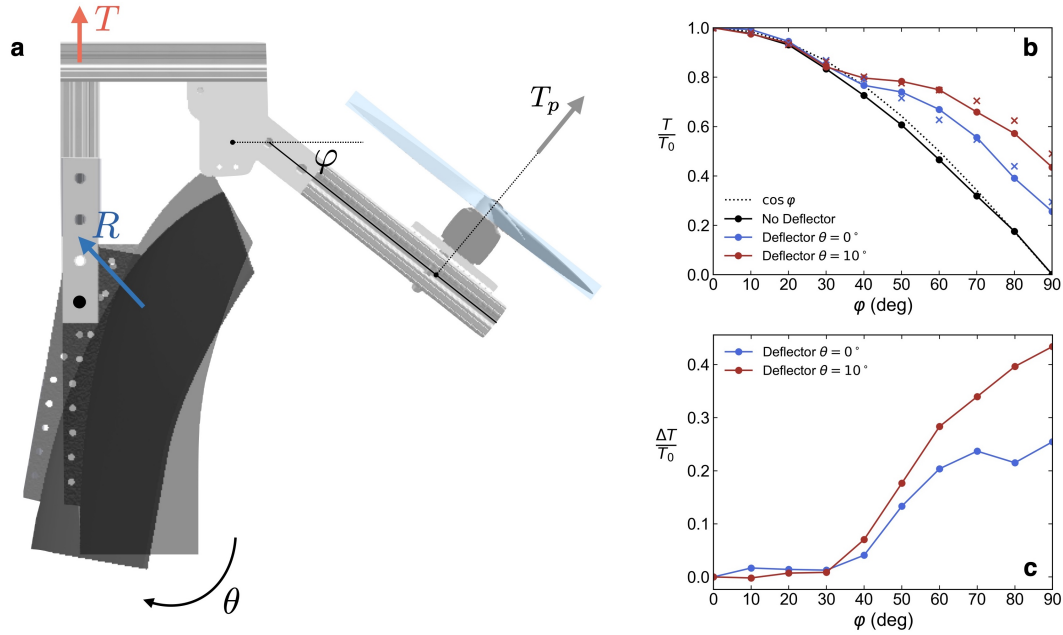 a
T
R
φ
T_p
θ
b
1.0
0.8
0.6
0.4
0.2
0.0
T/T_0
cos φ
No Deflector
Deflector θ = 0°
Deflector θ = 10°
0 10 20 30 40 50 60 70 80 90
φ (deg)
Deflector θ = 0°
Deflector θ = 10°
0.4
0.3
0.2
0.1
0.0
ΔT/T_0
c
0 10 20 30 40 50 60 70 80 90
φ (deg)